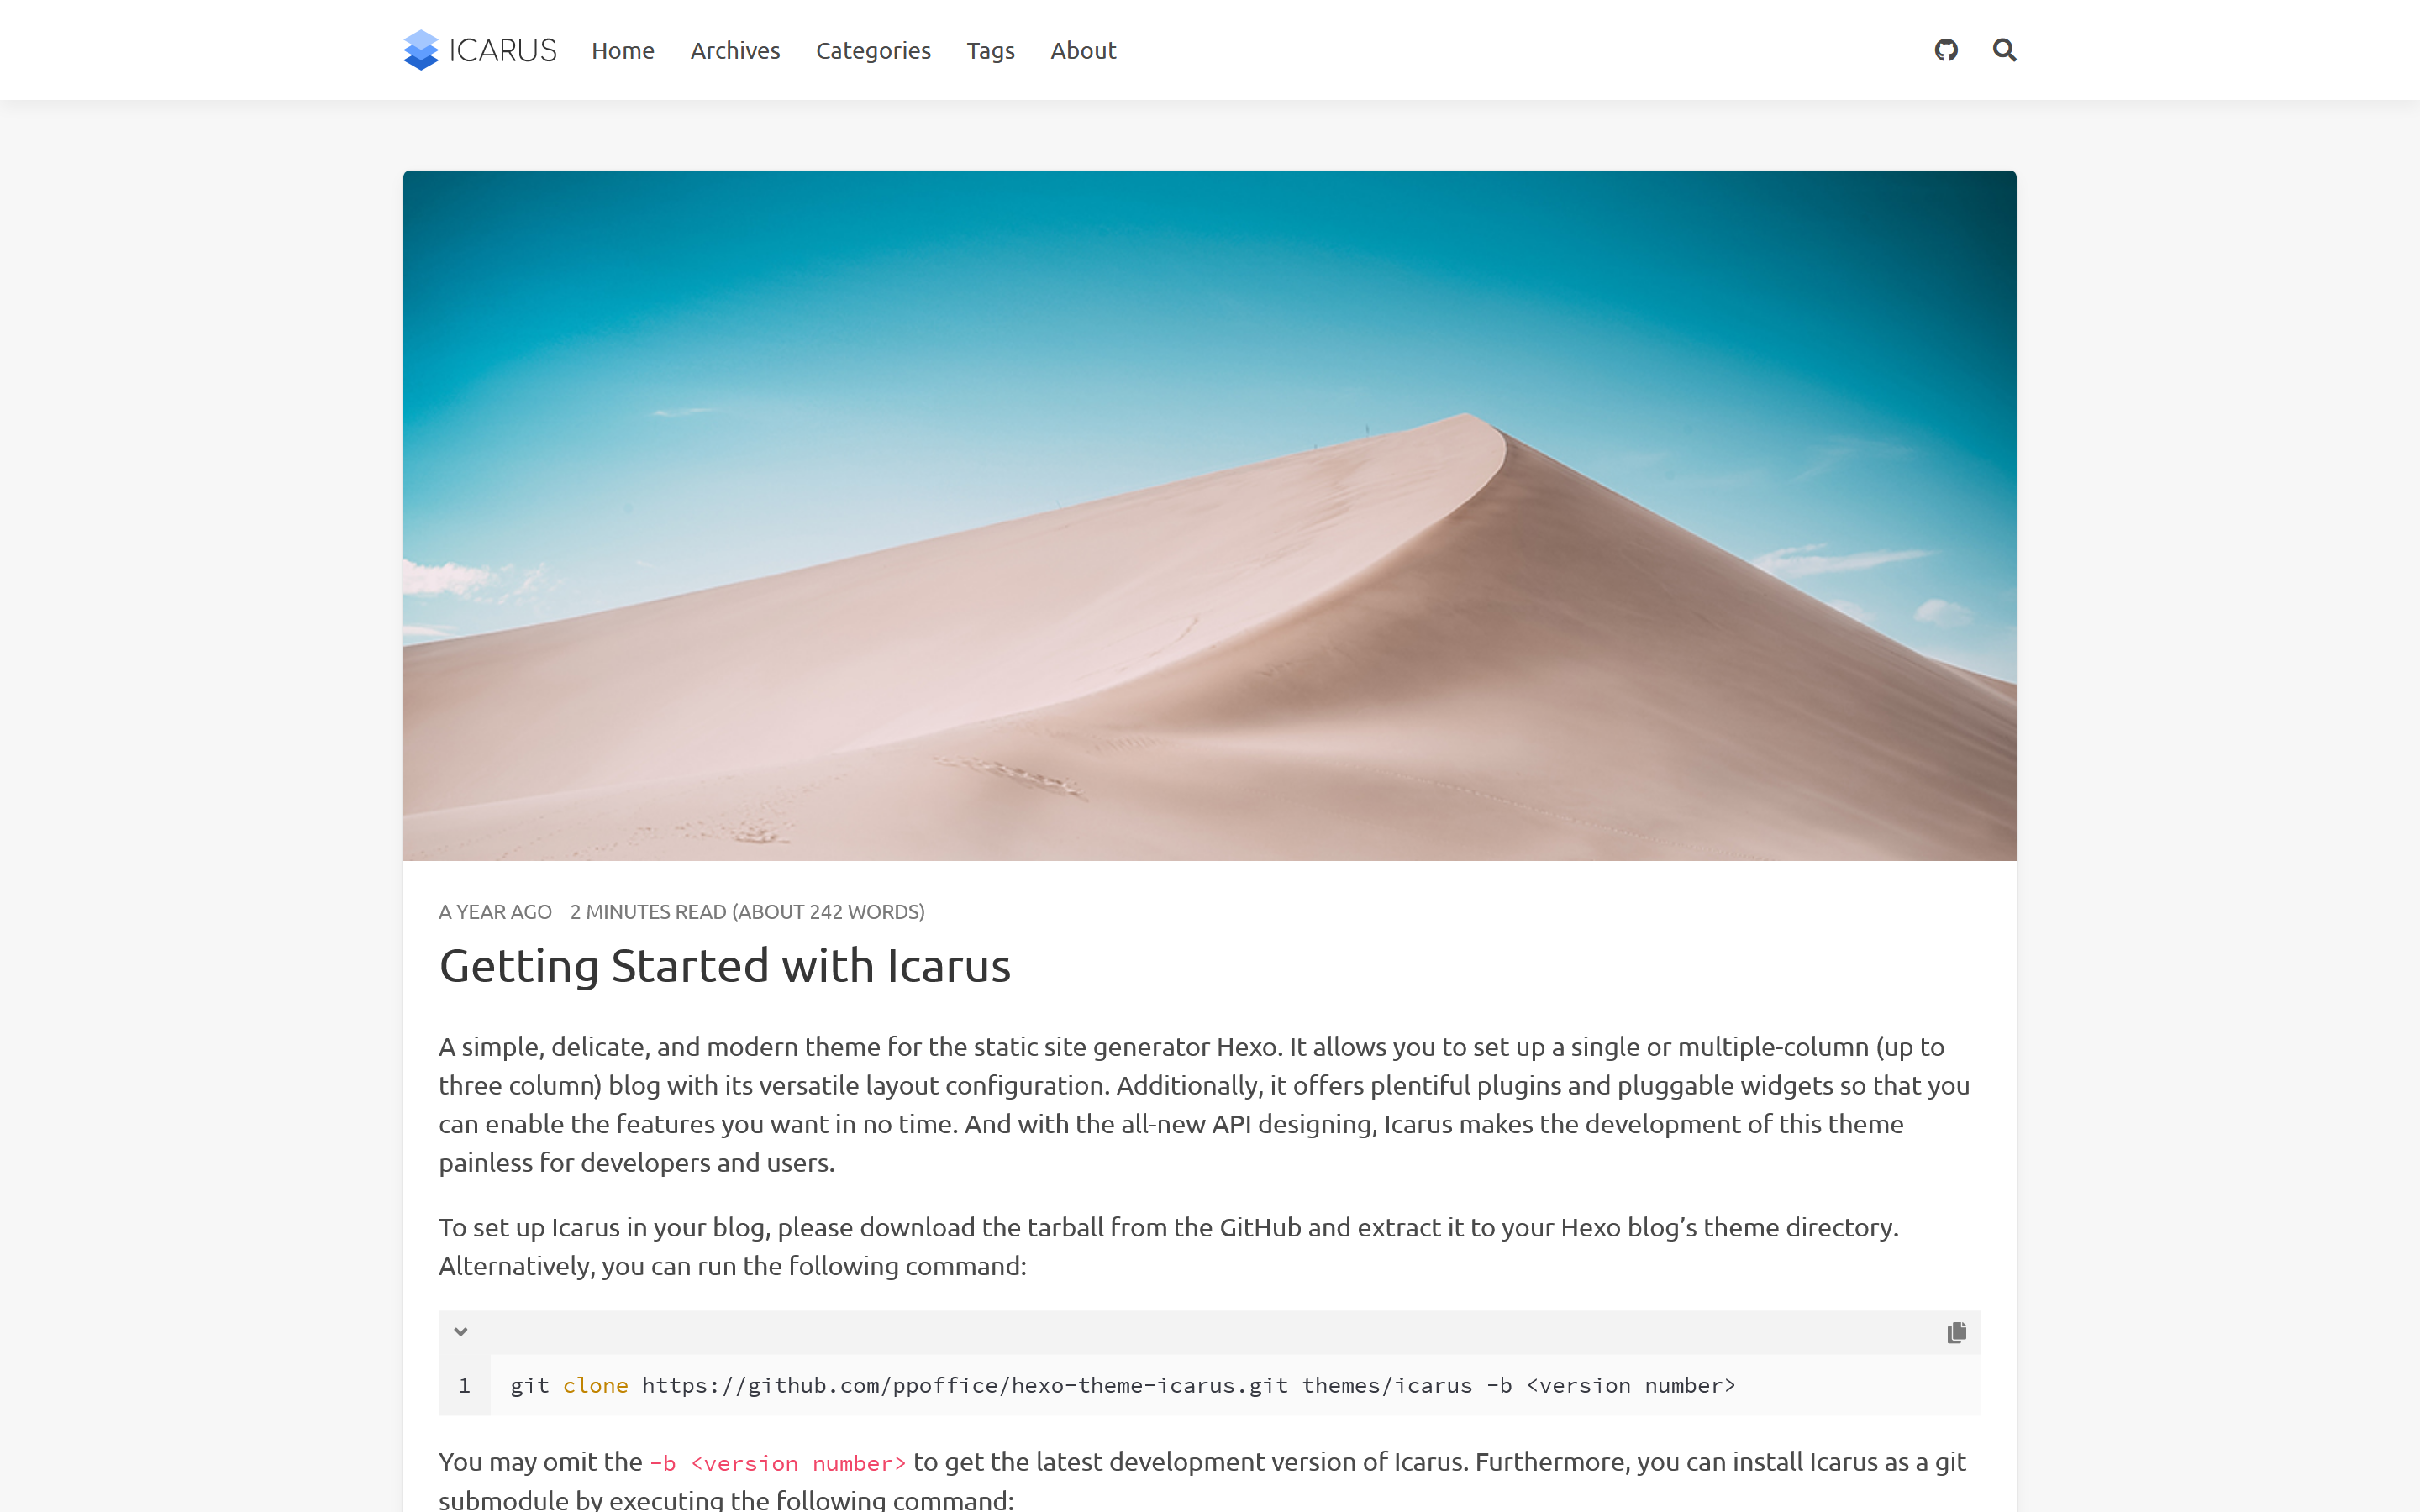 ICARUS Home Archives Categories Tags About
A YEAR AGO 2 MINUTES READ (ABOUT 242 WORDS)
Getting Started with Icarus
A simple, delicate, and modern theme for the static site generator Hexo. It allows you to set up a single or multiple-column (up to
three column) blog with its versatile layout configuration. Additionally, it offers plentiful plugins and pluggable widgets so that you
can enable the features you want in no time. And with the all-new API designing, Icarus makes the development of this theme
painless for developers and users.
To set up Icarus in your blog, please download the tarball from the GitHub and extract it to your Hexo blog’s theme directory.
Alternatively, you can run the following command:
1 git clone https://github.com/ppoffice/hexo-theme-icarus.git themes/icarus -b <version number>
You may omit the -b <version number> to get the latest development version of Icarus. Furthermore, you can install Icarus as a git
submodule by executing the following command: